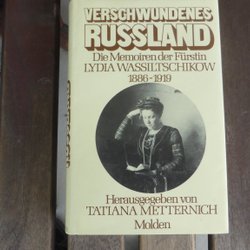 VERSCHWUNDENES
RUSSLAND
Die Memoiren der Fürstin
LYDIA WASSILTSCHIKOW
1886-1919
Herausgegeben von
TATIANA METTERNICH
Molden